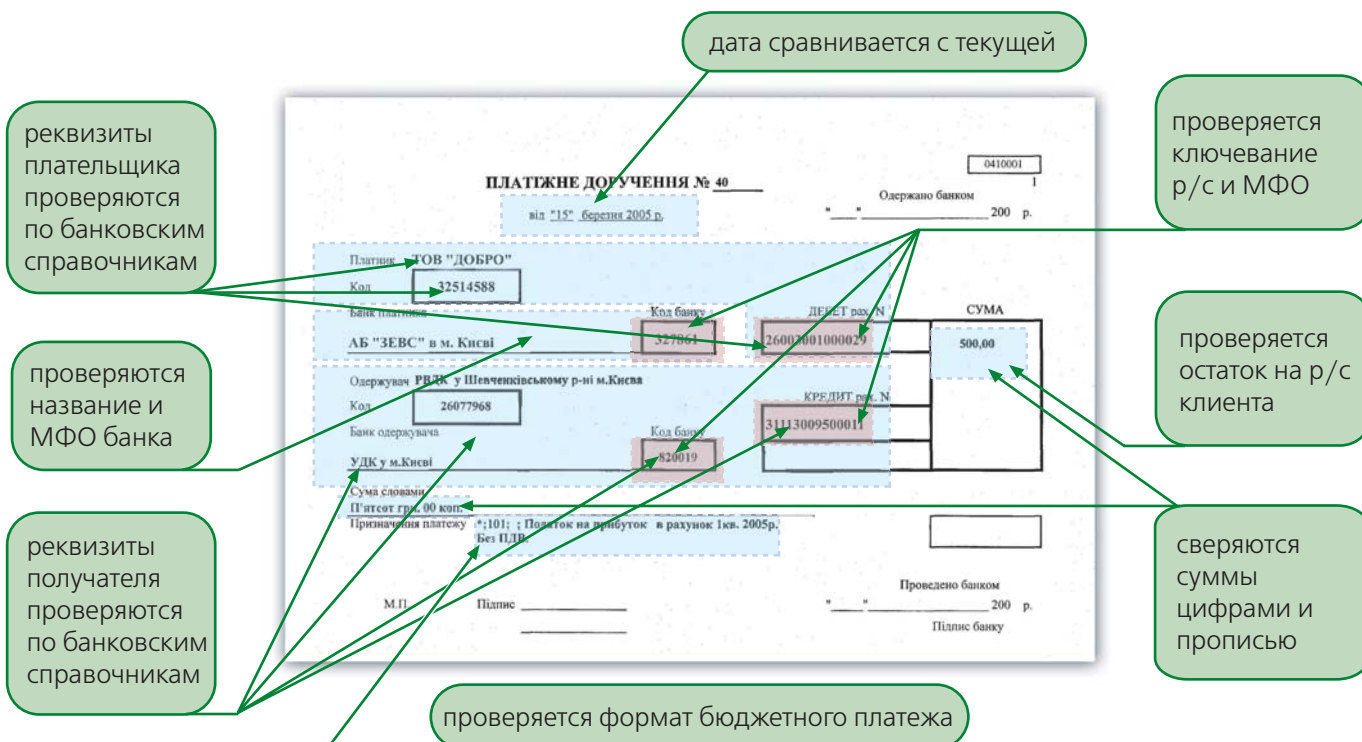 дата сравнивается с текущей
реквизиты
плательщика
проверяются
по банковским
справочникам
проверяется
ключевание
р/с и МФО
0410001
1
ПЛАТІЖНЕ ДОРУЧЕННЯ № 40
Одержано банком
від "15" березня 2005 р.
"___" ___ 200 р.
Платник ТОВ "ДОБРО"
Код 32514588
Банк платника Код банку ДЕБЕТ рах. N СУМА
АБ "ЗЕВС" в м. Києві 327861 26002001000029 500,00
проверяются
название и
МФО банка
проверяется
остаток на р/с
клиента
Одержувач РВДК у Шевченківському р-ні м.Києва
Код 26077968
КРЕДИТ рах. N
Банк одержувача Код банку 31113009500011
УДК у м.Києві 820019
Сума словами
П'ятсот грн. 00 коп.
Призначення платежу *;101; ; Податок на прибуток в рахунок 1кв. 2005р.
Без ПДВ.
реквизиты
получателя
проверяются
по банковским
справочникам
сверяются
суммы
цифрами и
прописью
Проведено банком
М.П. Підпис "___" ___ 200 р.
Підпис банку
проверяется формат бюджетного платежа